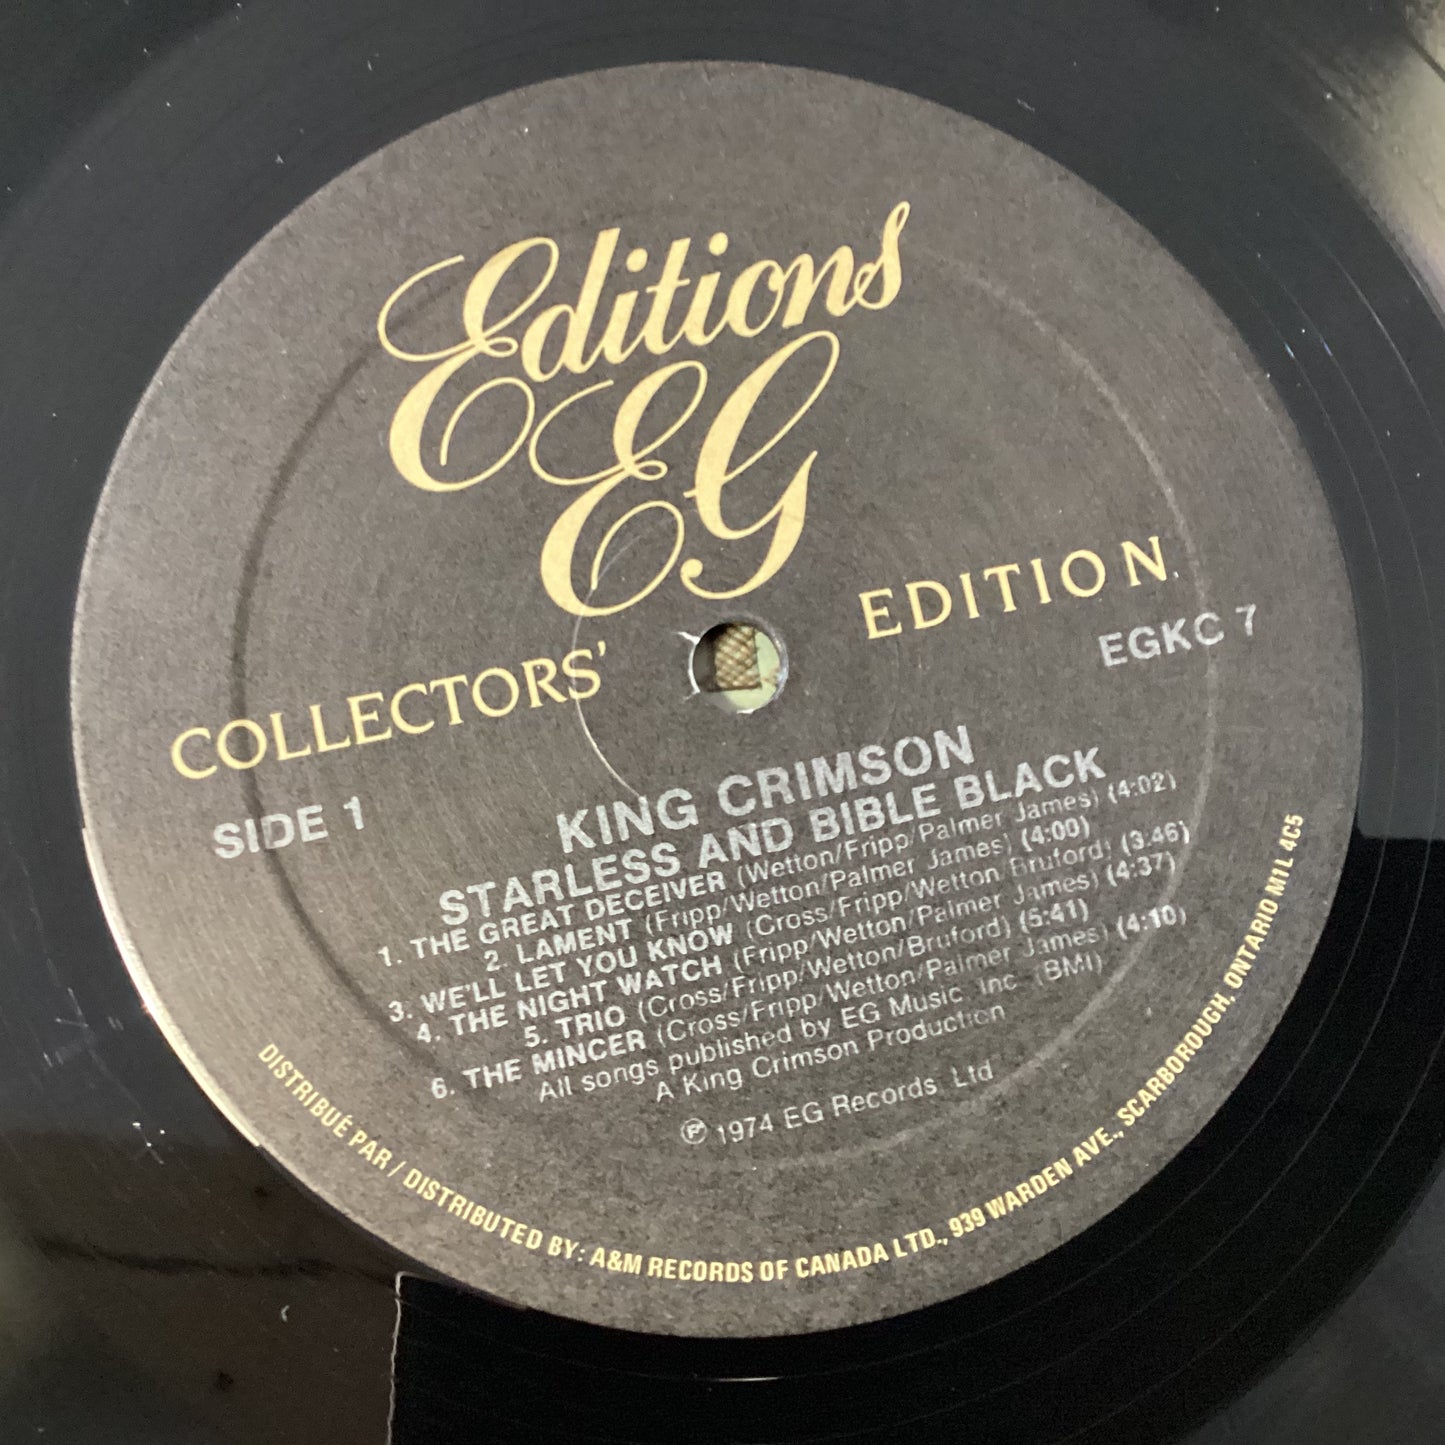 Editions
EG
COLLECTORS' EDITION
EGKC 7
SIDE 1
KING CRIMSON
STARLESS AND BIBLE BLACK
1. THE GREAT DECEIVER (Wetton/Fripp/Palmer James) (4:02)
2. LAMENT (Fripp/Wetton/Palmer James) (4:00)
3. WE'LL LET YOU KNOW (Cross/Fripp/Wetton/Bruford) (3.46)
4. THE NIGHT WATCH (Fripp/Wetton/Palmer James) (4:37)
5. TRIO (Cross/Fripp/Wetton/Bruford) (5:41)
6. THE MINCER (Cross/Fripp/Wetton/Palmer James) (4:10)
All songs published by EG Music Inc. (BMI)
A King Crimson Production
℗ 1974 EG Records Ltd
DISTRIBUÉ PAR / DISTRIBUTED BY: A&M RECORDS OF CANADA LTD., 939 WARDEN AVE., SCARBOROUGH, ONTARIO M1L 4C5